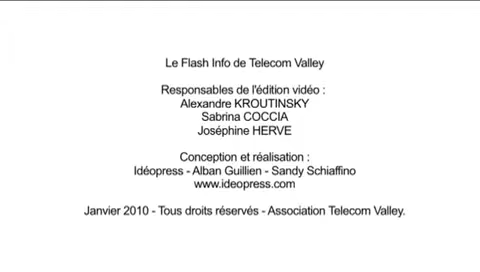 Le Flash Info de Telecom Valley
Responsables de l'édition vidéo :
Alexandre KROUTINSKY
Sabrina COCCIA
Joséphine HERVE
Conception et réalisation :
Idéopress - Alban Guillien - Sandy Schiaffino
www.ideopress.com
Janvier 2010 - Tous droits réservés - Association Telecom Valley.